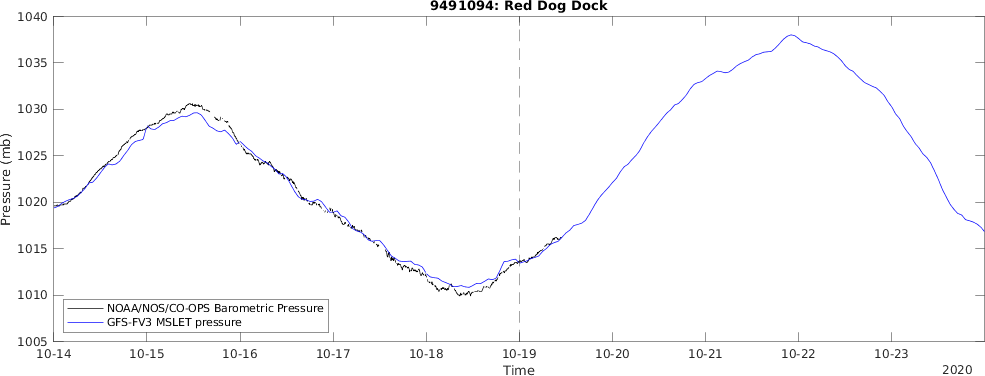 9491094: Red Dog Dock
1040
1035
1030
1025
1020
1015
1010
1005
Pressure (mb)
NOAA/NOS/CO-OPS Barometric Pressure
GFS-FV3 MSLET pressure
10-14 10-15 10-16 10-17 10-18 10-19 10-20 10-21 10-22 10-23
Time
2020